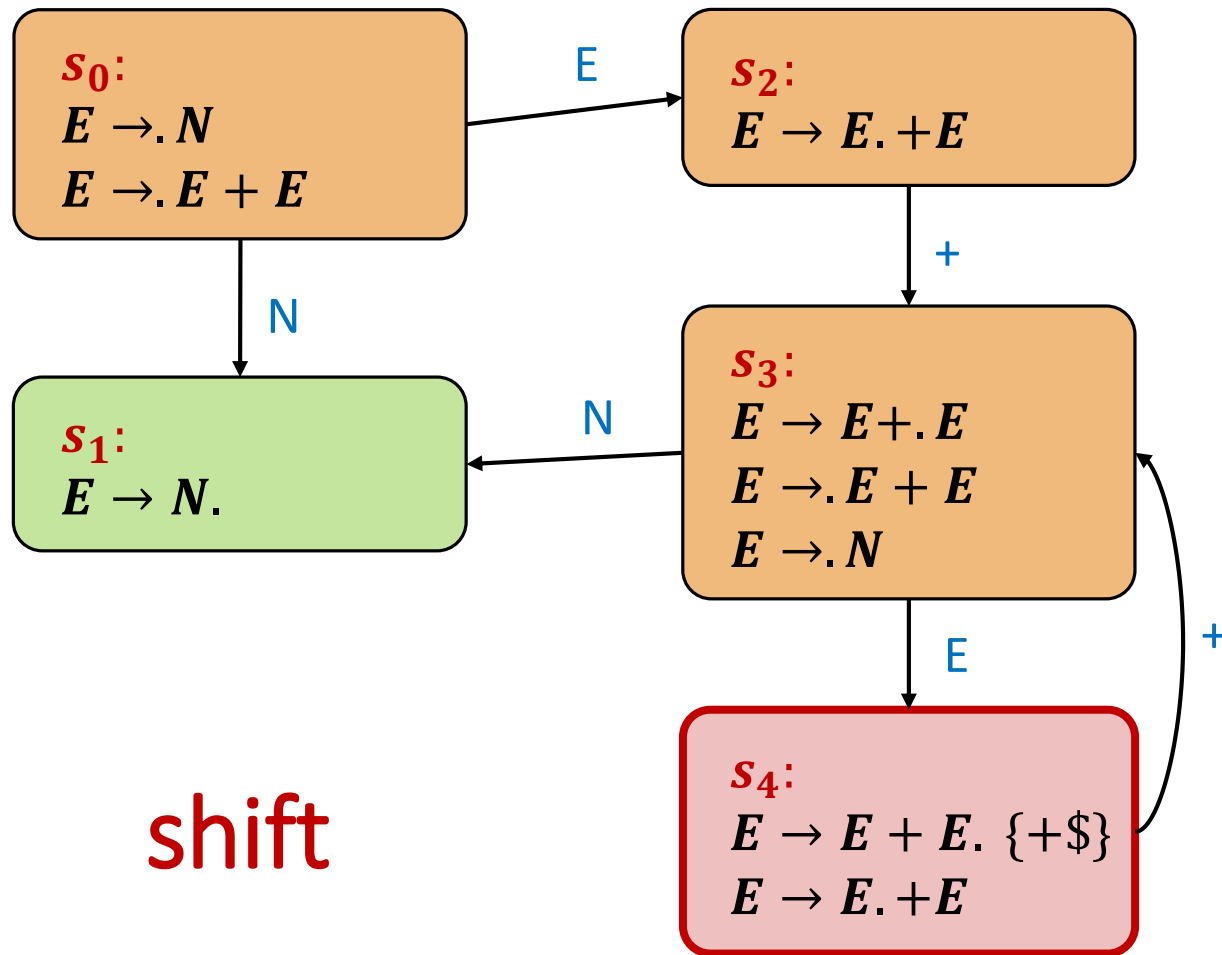 s₀:
E →. N
E →. E + E
E
s₂:
E → E. +E
N
+
s₁:
E → N.
N
s₃:
E → E+. E
E →. E + E
E →. N
E
+
shift
s₄:
E → E + E. {+$}
E → E. +E